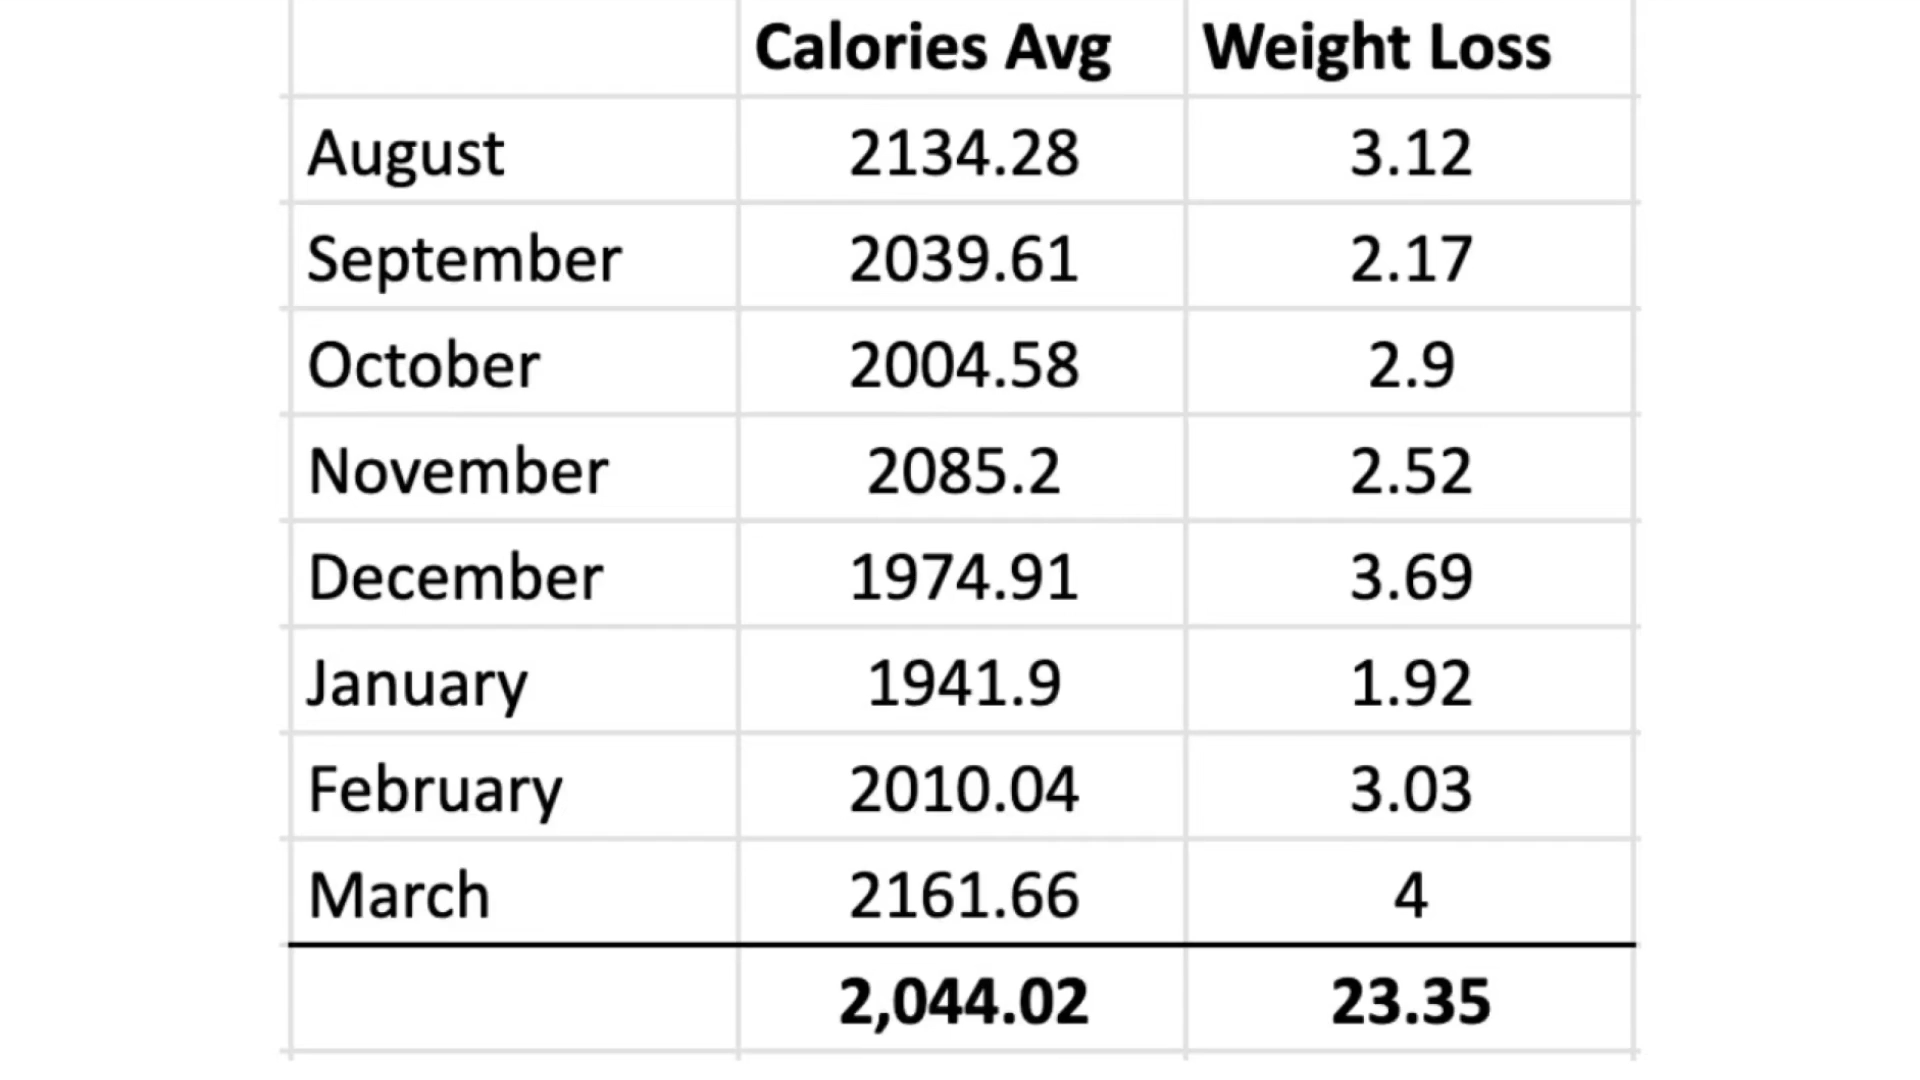 Calories Avg Weight Loss
August 2134.28 3.12
September 2039.61 2.17
October 2004.58 2.9
November 2085.2 2.52
December 1974.91 3.69
January 1941.9 1.92
February 2010.04 3.03
March 2161.66 4
2,044.02 23.35